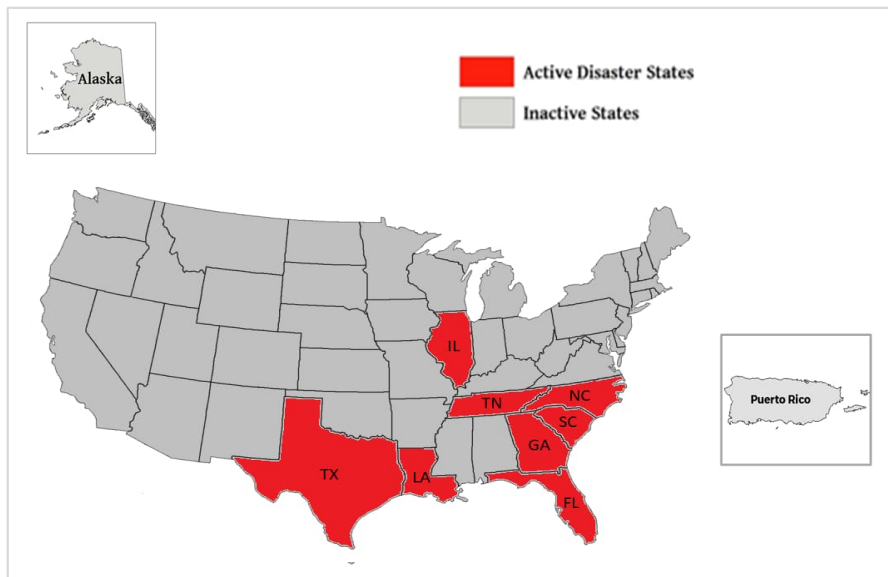 Alaska
Active Disaster States
Inactive States
IL
TN
NC
SC
GA
TX
LA
FL
Puerto Rico